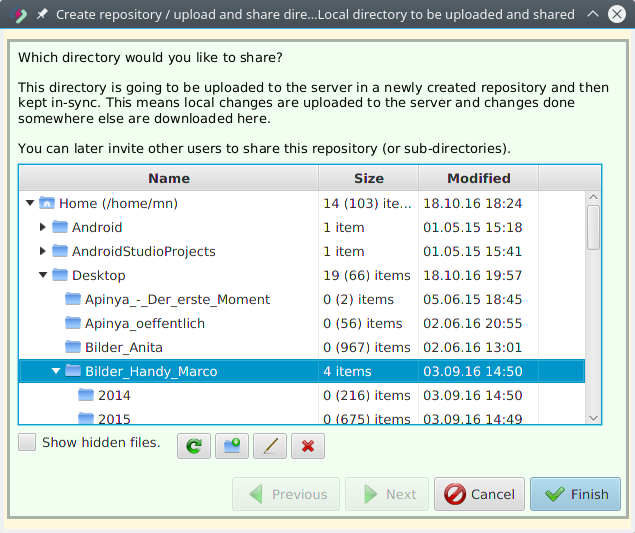 Create repository / upload and share dire...Local directory to be uploaded and shared
Which directory would you like to share?
This directory is going to be uploaded to the server in a newly created repository and then
kept in-sync. This means local changes are uploaded to the server and changes done
somewhere else are downloaded here.
You can later invite other users to share this repository (or sub-directories).
Name Size Modified
Home (/home/mn) 14 (103) ite... 18.10.16 18:24
Android 1 item 01.05.15 15:18
AndroidStudioProjects 1 item 01.05.15 15:41
Desktop 19 (66) items 18.10.16 19:57
Apinya_-_Der_erste_Moment 0 (2) items 05.06.15 18:45
Apinya_oeffentlich 0 (56) items 02.06.16 20:55
Bilder_Anita 0 (967) items 02.06.16 13:01
Bilder_Handy_Marco 4 items 03.09.16 14:50
2014 0 (216) items 03.09.16 14:50
2015 0 (675) items 03.09.16 14:49
Show hidden files.
Previous Next Cancel Finish